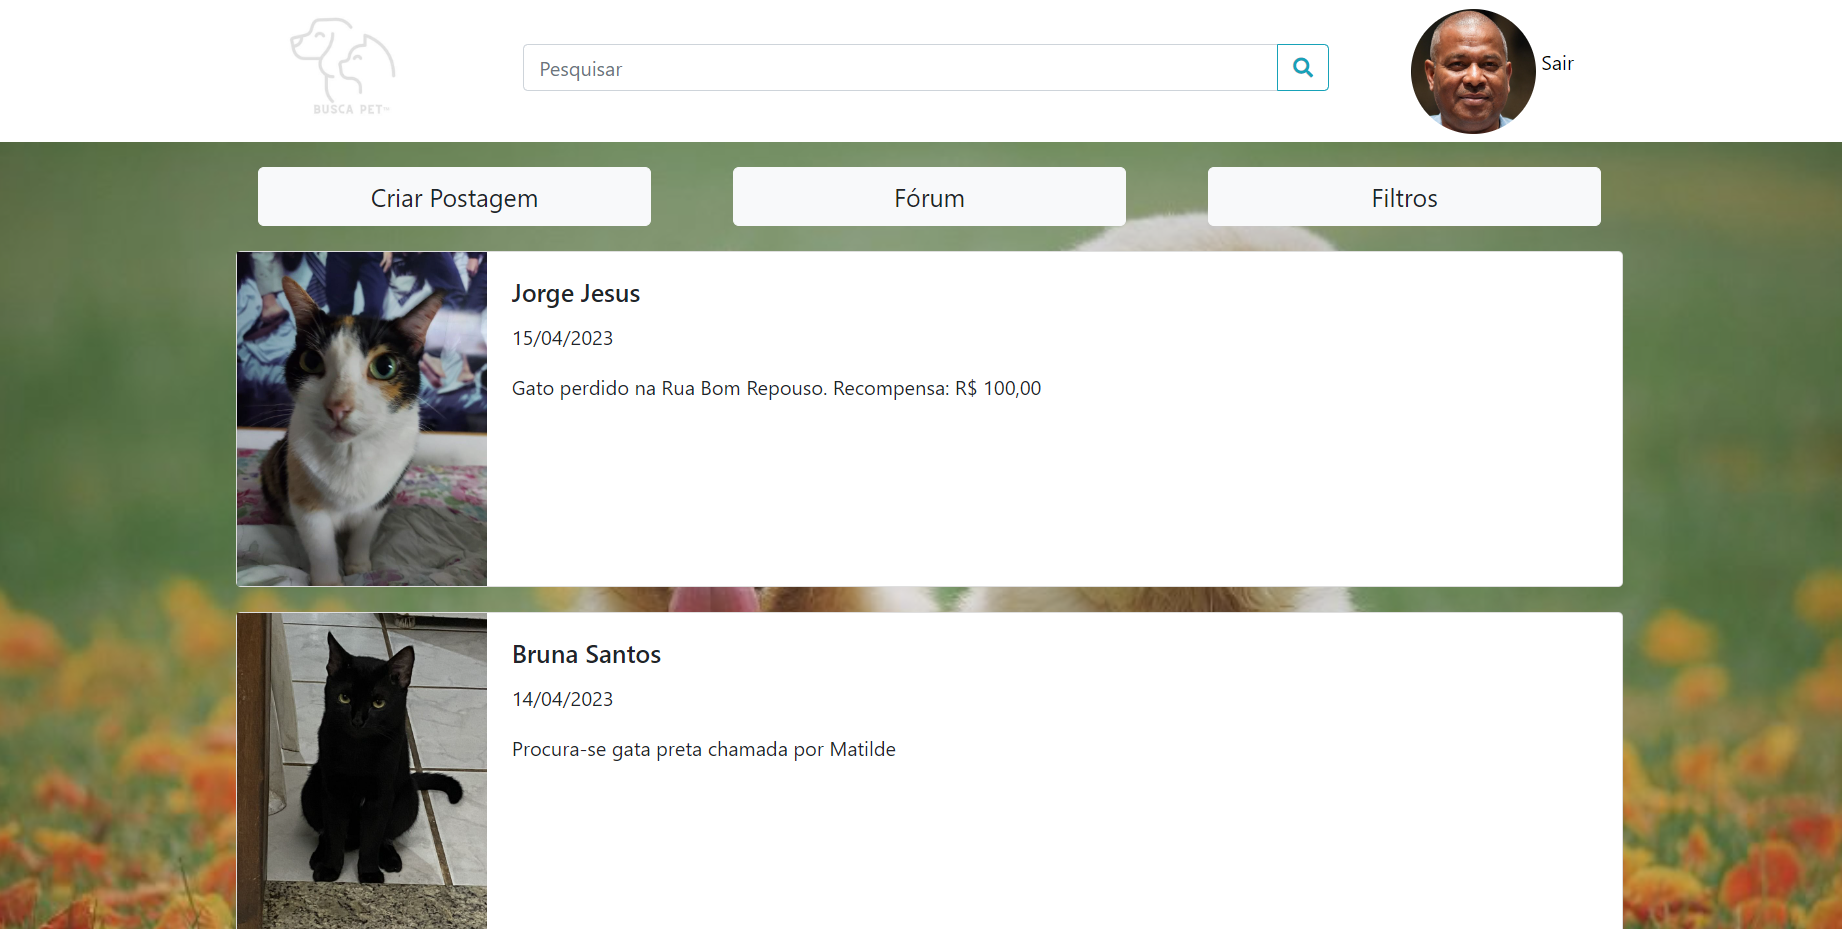 BUSCA PET™
Pesquisar
Sair
Criar Postagem
Fórum
Filtros
Jorge Jesus
15/04/2023
Gato perdido na Rua Bom Repouso. Recompensa: R$ 100,00
Bruna Santos
14/04/2023
Procura-se gata preta chamada por Matilde